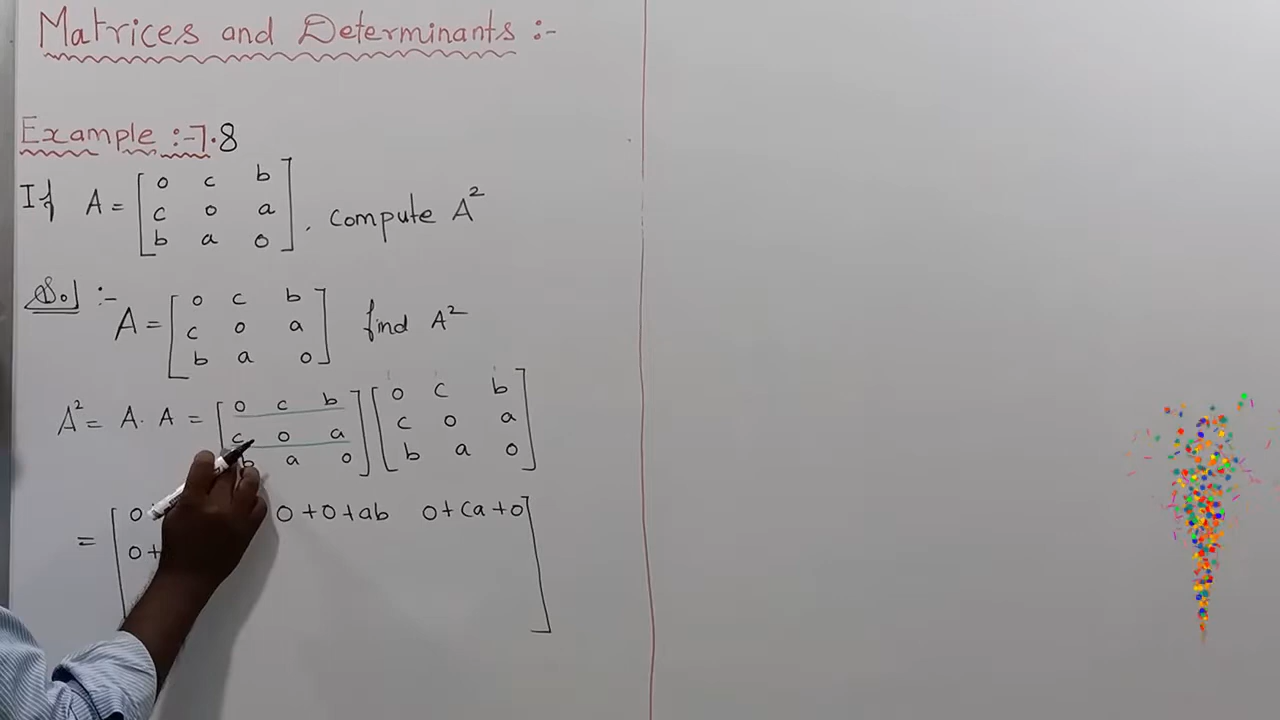 Matrices and Determinants :-
Example :- 7.8
If A = [ 0 c b
c 0 a
b a 0 ] . compute A²
Sol :-
A = [ 0 c b
c 0 a
b a 0 ] find A²
A² = A . A = [ 0 c b
c 0 a
b a 0 ] [ 0 c b
c 0 a
b a 0 ]
= [ 0 0+0+ab 0+ca+0
0+ ]